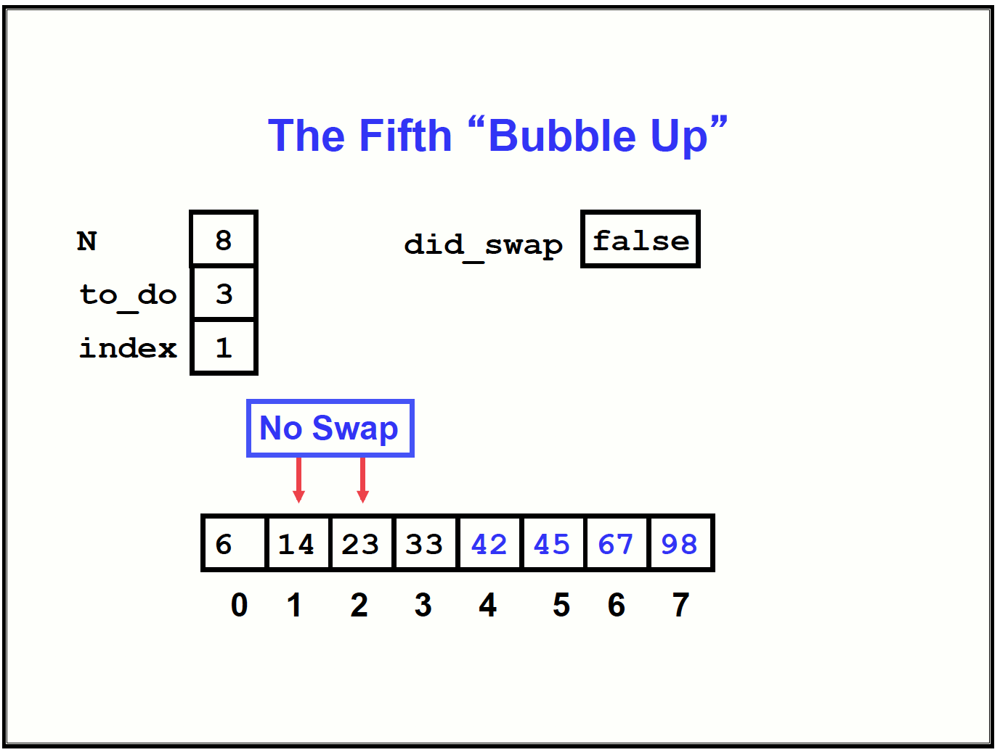 The Fifth “Bubble Up”
N 8 did_swap false
to_do 3
index 1
No Swap
6 14 23 33 42 45 67 98
0 1 2 3 4 5 6 7